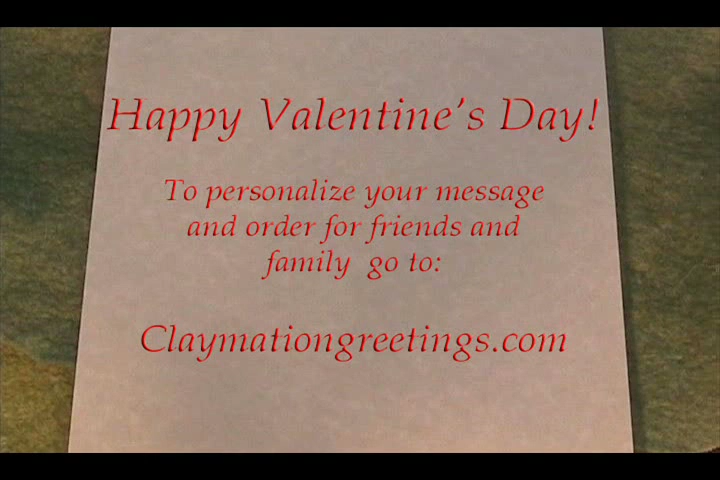 Happy Valentine's Day!
To personalize your message
and order for friends and
family go to:
Claymationgreetings.com